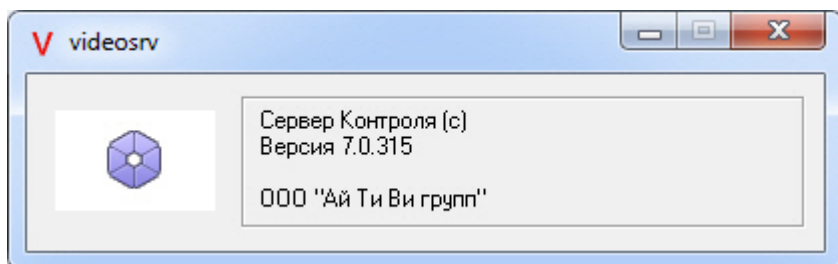 videosrv
Сервер Контроля (с)
Версия 7.0.315
ООО "Ай Ти Ви групп"